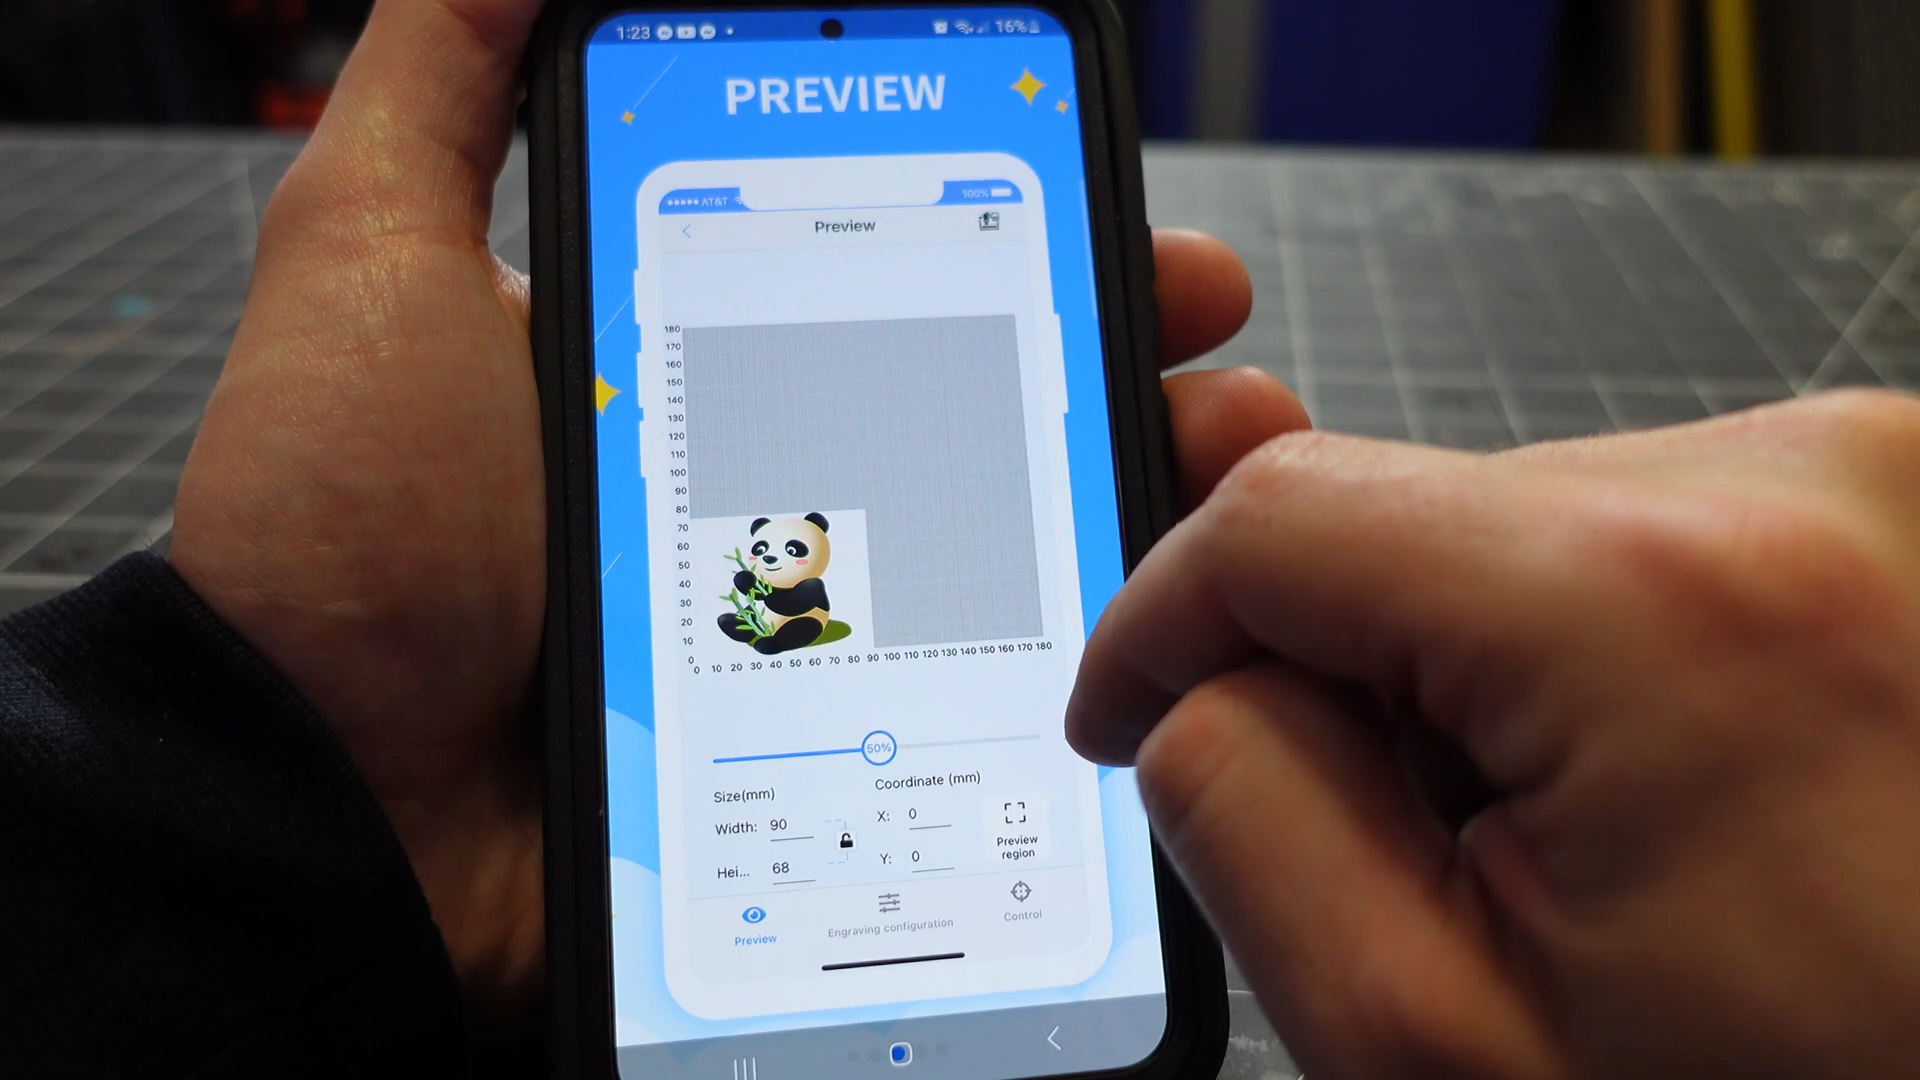 1:23 16%
PREVIEW
AT&T 100%
Preview
180
170
160
150
140
130
120
110
100
90
80
70
60
50
40
30
20
10
0
0 10 20 30 40 50 60 70 80 90 100 110 120 130 140 150 160 170 180
50%
Size(mm) Coordinate (mm)
Width: 90 X: 0
Hei... 68 Y: 0
Preview
region
Preview Engraving configuration Control